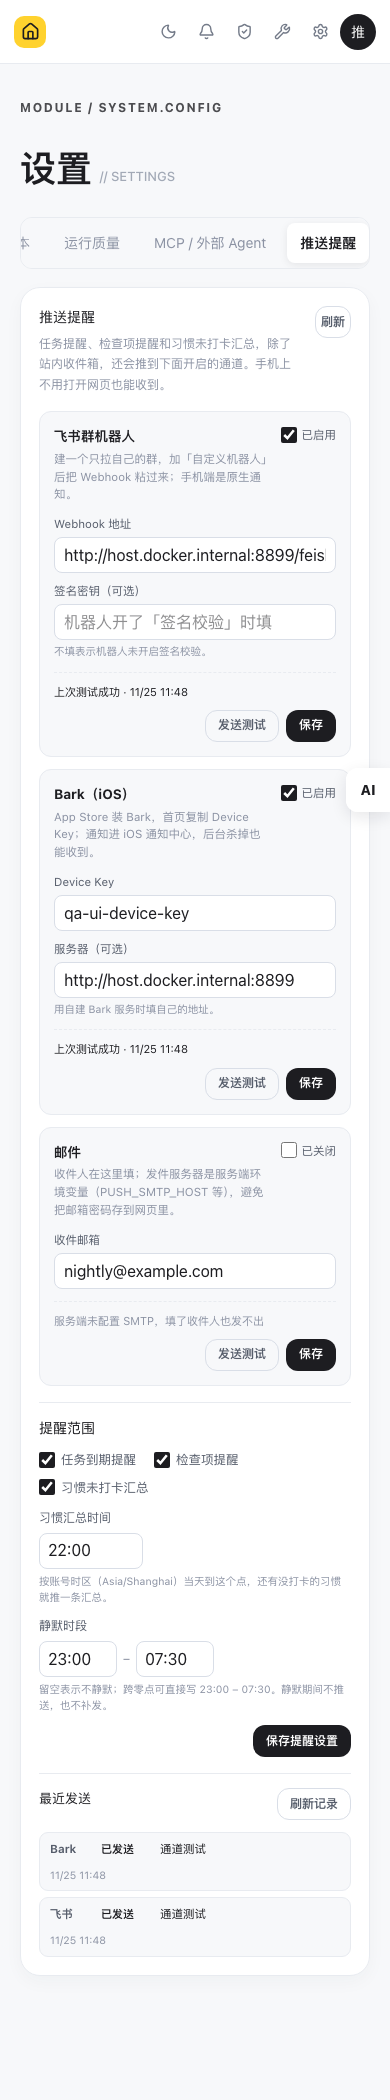 推
MODULE / SYSTEM.CONFIG
设置 // SETTINGS
本 运行质量 MCP / 外部 Agent 推送提醒
推送提醒 刷新
任务提醒、检查项提醒和习惯未打卡汇总，除了
站内收件箱，还会推到下面开启的通道。手机上
不用打开网页也能收到。
飞书群机器人 已启用
建一个只拉自己的群，加「自定义机器人」
后把 Webhook 粘过来；手机端是原生通
知。
Webhook 地址
http://host.docker.internal:8899/feis
签名密钥（可选）
机器人开了「签名校验」时填
不填表示机器人未开启签名校验。
上次测试成功 · 11/25 11:48
发送测试 保存
Bark（iOS） 已启用
AI
App Store 装 Bark，首页复制 Device
Key；通知进 iOS 通知中心，后台杀掉也
能收到。
Device Key
qa-ui-device-key
服务器（可选）
http://host.docker.internal:8899
用自建 Bark 服务时填自己的地址。
上次测试成功 · 11/25 11:48
发送测试 保存
邮件 已关闭
收件人在这里填；发件服务器是服务端环
境变量（PUSH_SMTP_HOST 等），避免
把邮箱密码存到网页里。
收件邮箱
nightly@example.com
服务端未配置 SMTP，填了收件人也发不出
发送测试 保存
提醒范围
任务到期提醒 检查项提醒
习惯未打卡汇总
习惯汇总时间
22:00
按账号时区（Asia/Shanghai）当天到这个点，还有没打卡的习惯
就推一条汇总。
静默时段
23:00 – 07:30
留空表示不静默；跨零点可直接写 23:00 – 07:30。静默期间不推
送，也不补发。
保存提醒设置
最近发送 刷新记录
Bark 已发送 通道测试
11/25 11:48
飞书 已发送 通道测试
11/25 11:48